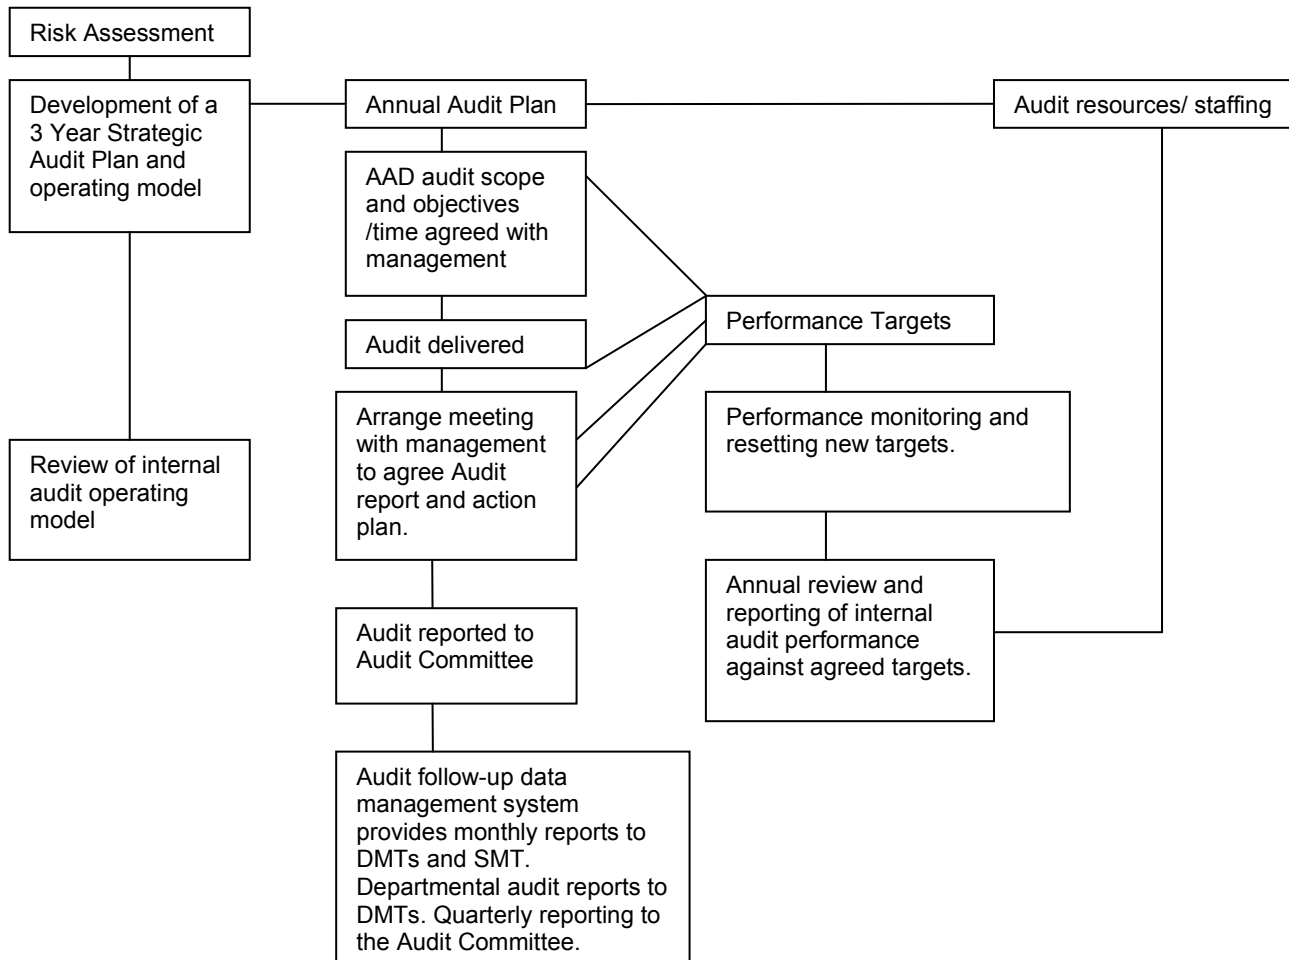 Risk Assessment
Development of a
3 Year Strategic
Audit Plan and
operating model
Annual Audit Plan
Audit resources/ staffing
AAD audit scope
and objectives
/time agreed with
management
Audit delivered
Performance Targets
Arrange meeting
with management
to agree Audit
report and action
plan.
Performance monitoring and
resetting new targets.
Review of internal
audit operating
model
Annual review and
reporting of internal
audit performance
against agreed targets.
Audit reported to
Audit Committee
Audit follow-up data
management system
provides monthly reports to
DMTs and SMT.
Departmental audit reports to
DMTs. Quarterly reporting to
the Audit Committee.